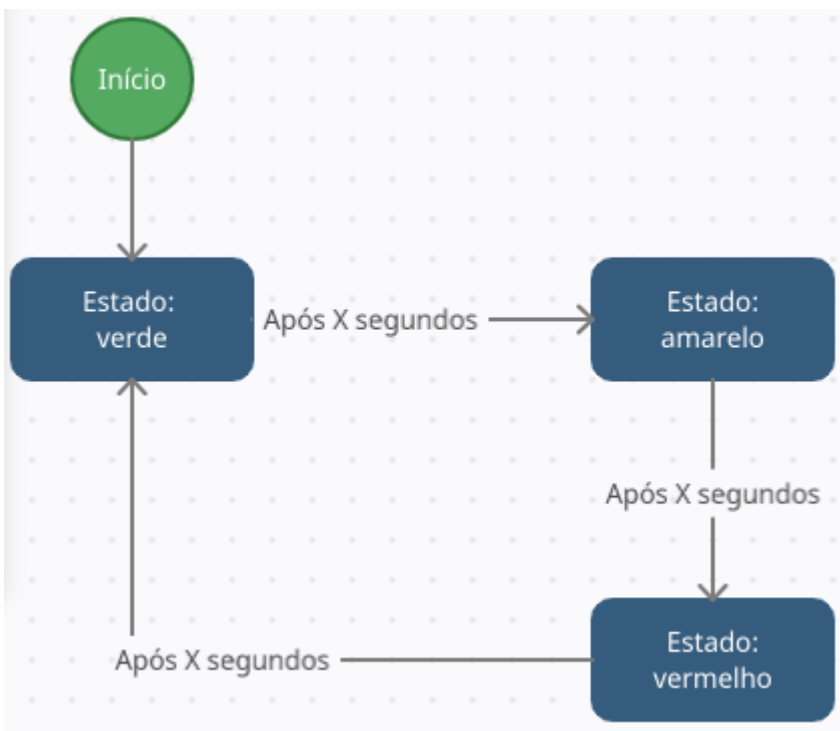 Início
Estado:
verde
Após X segundos
Estado:
amarelo
Após X segundos
Estado:
vermelho
Após X segundos